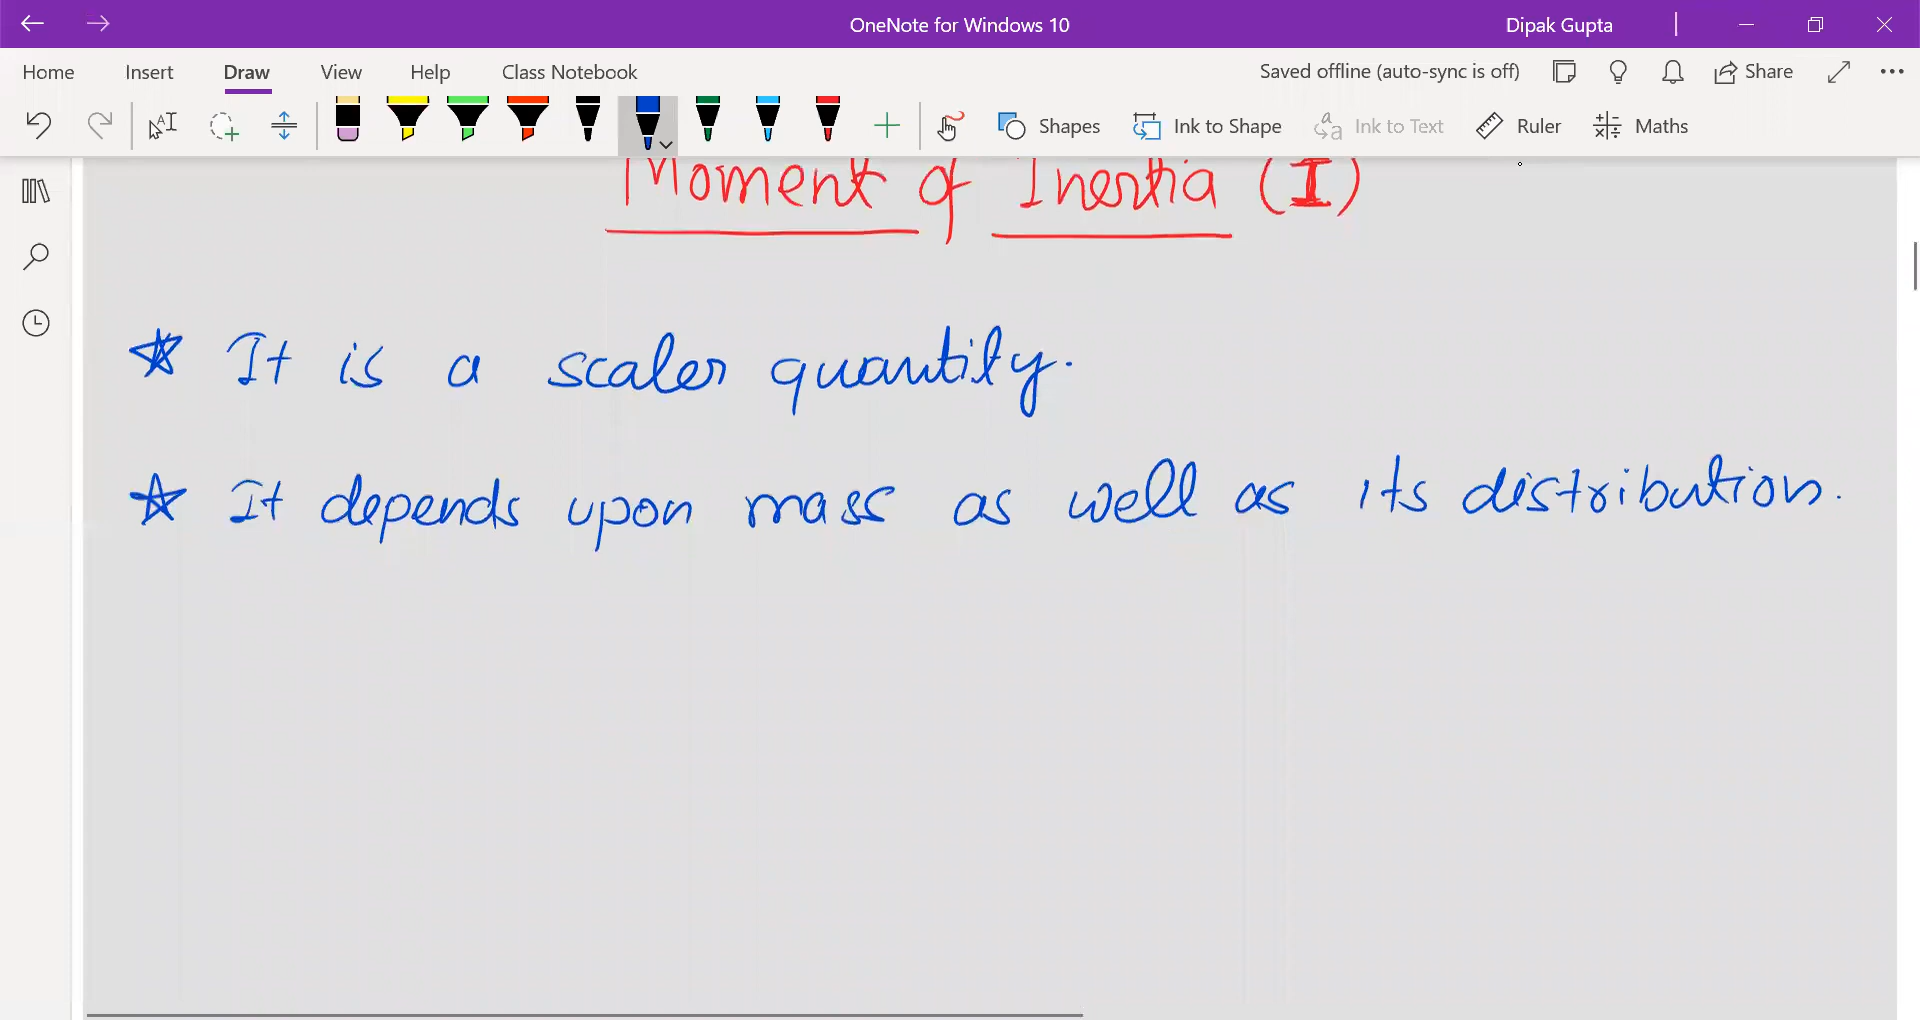 OneNote for Windows 10 Dipak Gupta
Home Insert Draw View Help Class Notebook Saved offline (auto-sync is off) Share
Shapes Ink to Shape Ink to Text Ruler Maths
Moment of Inertia (I)
It is a scaler quantity.
It depends upon mass as well as its distribution.